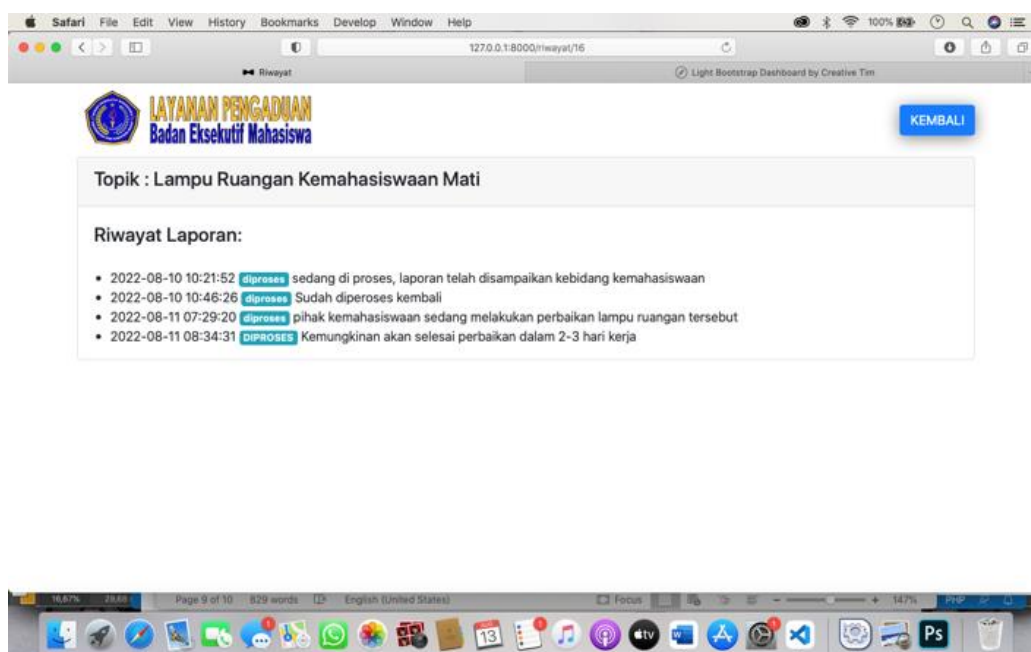 Safari File Edit View History Bookmarks Develop Window Help 100%
127.0.0.1:8000/riwayat/16
Riwayat Light Bootstrap Dashboard by Creative Tim
LAYANAN PENGADUAN
Badan Eksekutif Mahasiswa
KEMBALI
Topik : Lampu Ruangan Kemahasiswaan Mati
Riwayat Laporan:
• 2022-08-10 10:21:52 diproses sedang di proses, laporan telah disampaikan kebidang kemahasiswaan
• 2022-08-10 10:46:26 diproses Sudah diperoses kembali
• 2022-08-11 07:29:20 diproses pihak kemahasiswaan sedang melakukan perbaikan lampu ruangan tersebut
• 2022-08-11 08:34:31 DIPROSES Kemungkinan akan selesai perbaikan dalam 2-3 hari kerja
16,67% Page 9 of 10 829 words English (United States) Focus 147% PHP
13 tv Ps